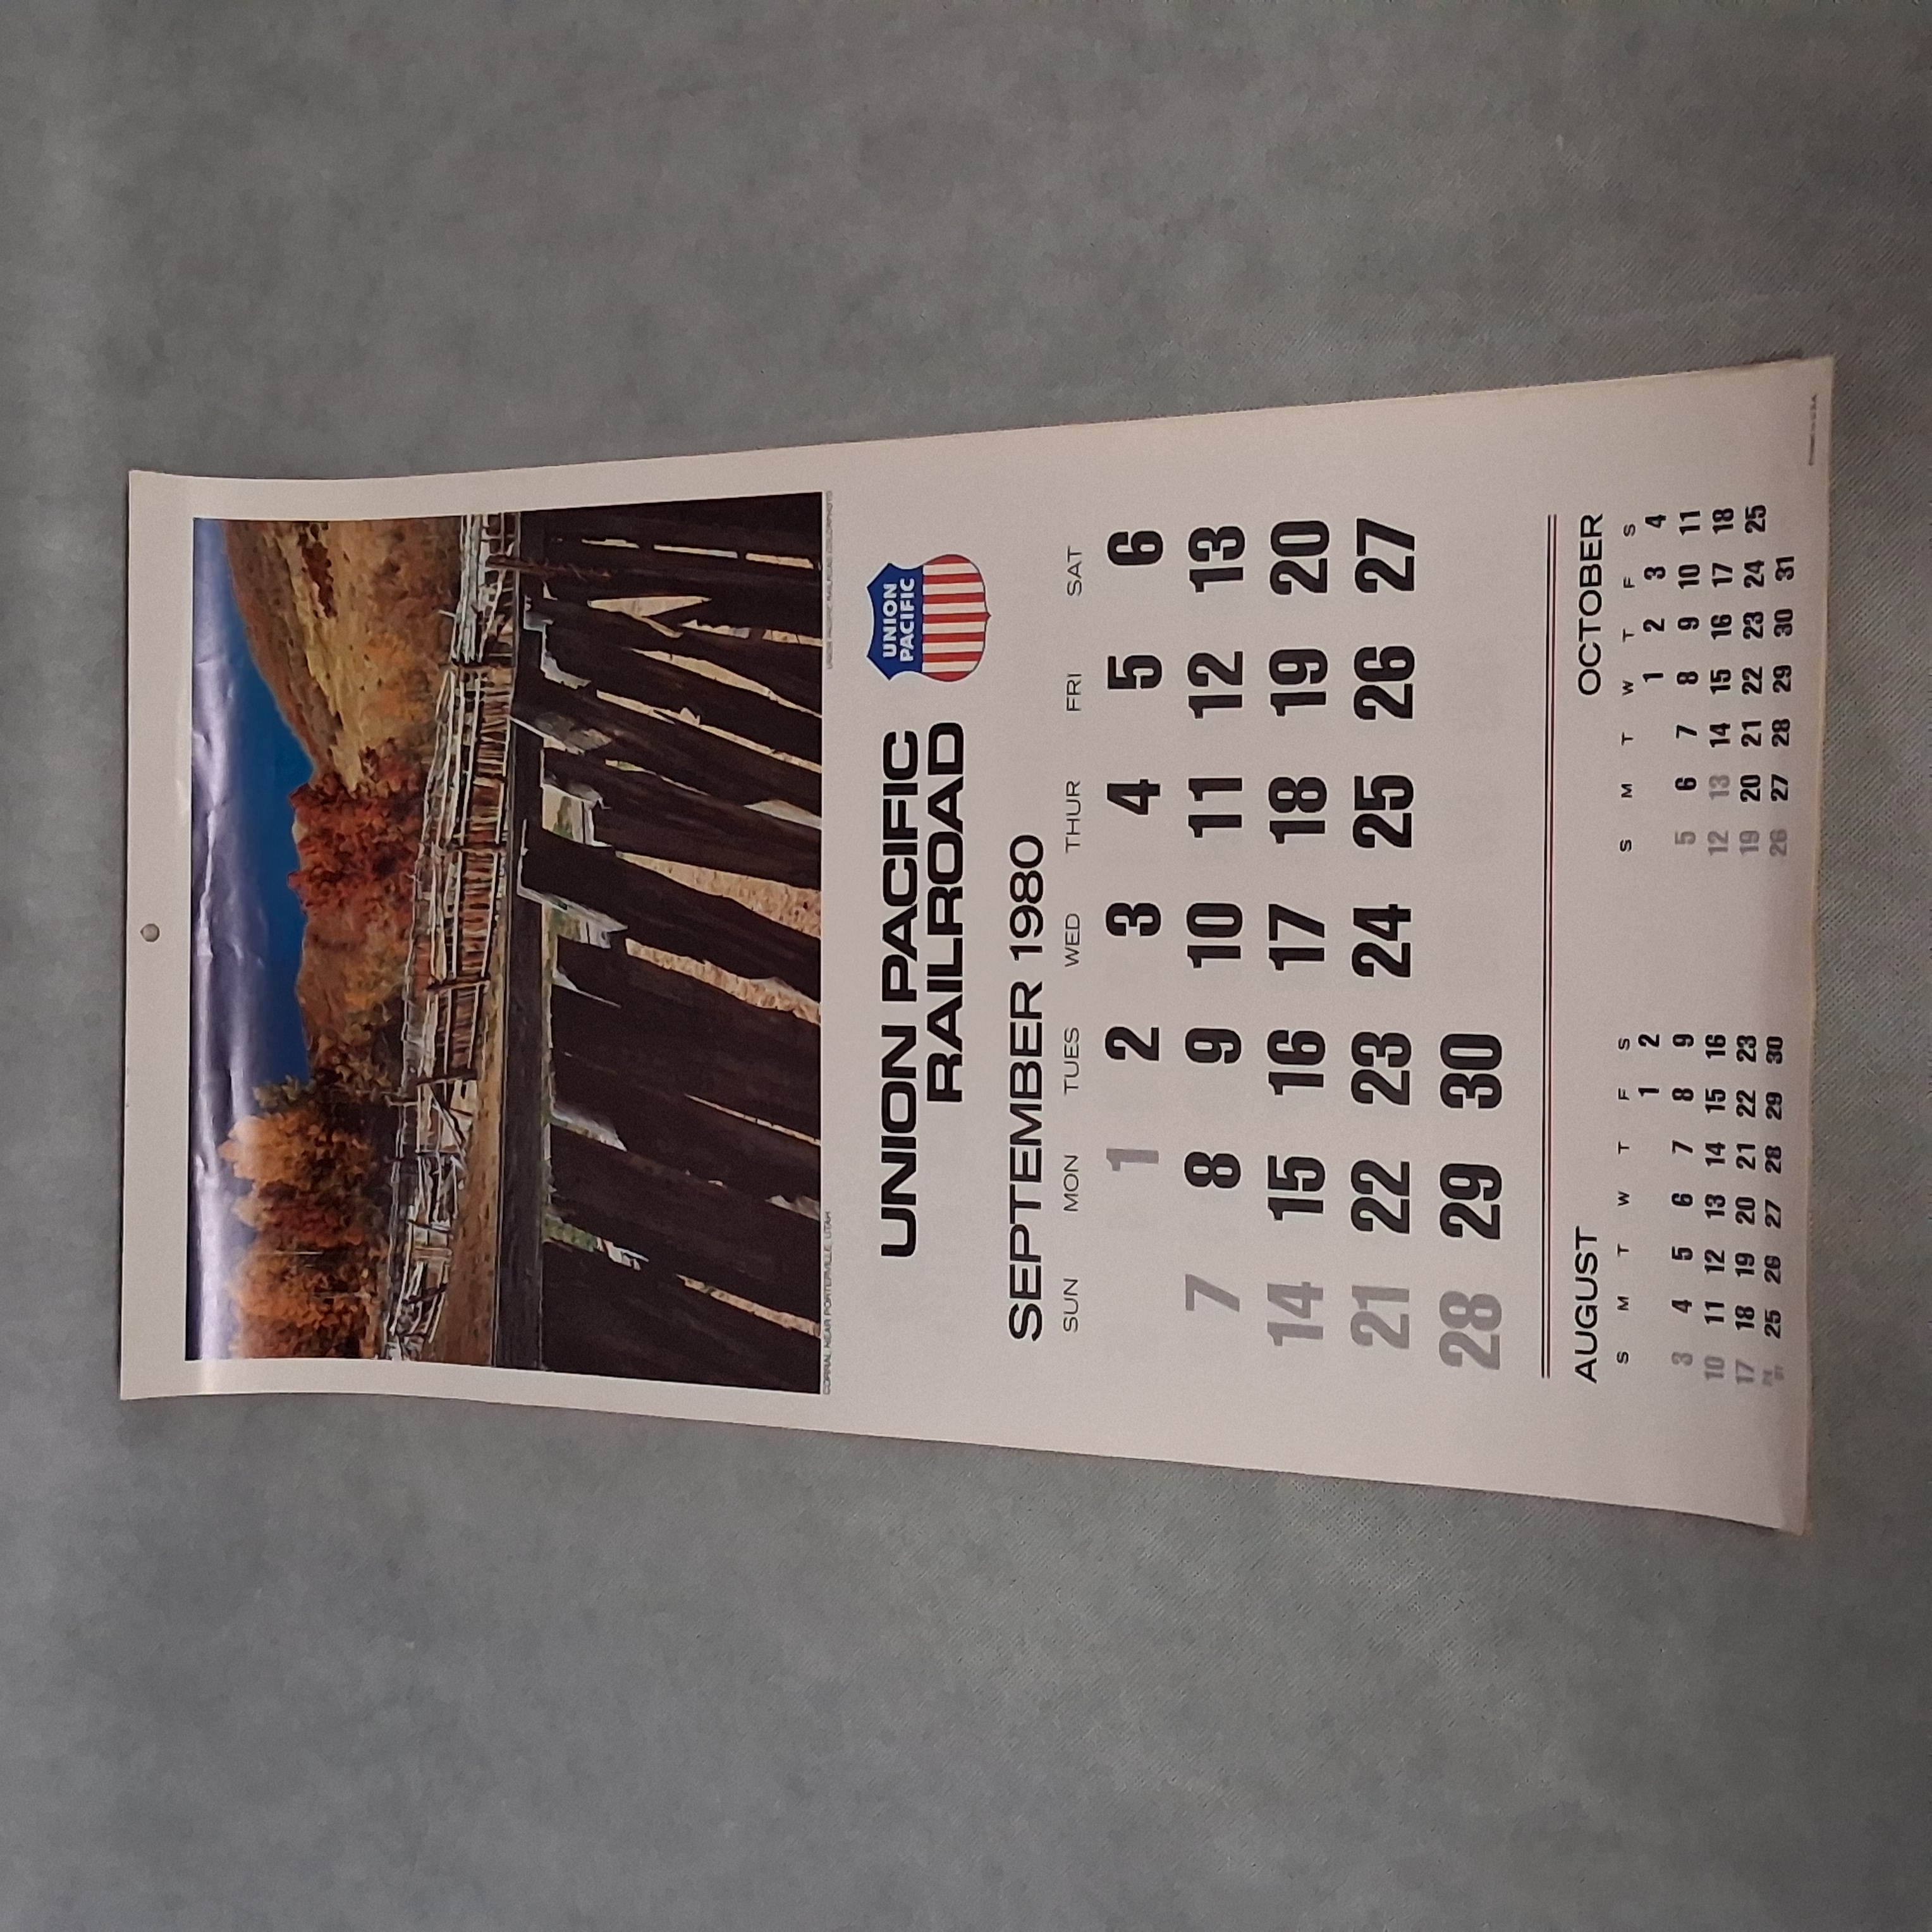 CORRAL NEAR PORTERVILLE, UTAH
UNION PACIFIC RAILROAD COLORPHOTO
UNION PACIFIC
RAILROAD
UNION
PACIFIC
SEPTEMBER 1980
SUN MON TUES WED THUR FRI SAT
1 2 3 4 5 6
7 8 9 10 11 12 13
14 15 16 17 18 19 20
21 22 23 24 25 26 27
28 29 30
AUGUST
S M T W T F S
1 2
3 4 5 6 7 8 9
10 11 12 13 14 15 16
17 18 19 20 21 22 23
24 31 25 26 27 28 29 30
OCTOBER
S M T W T F S
1 2 3 4
5 6 7 8 9 10 11
12 13 14 15 16 17 18
19 20 21 22 23 24 25
26 27 28 29 30 31